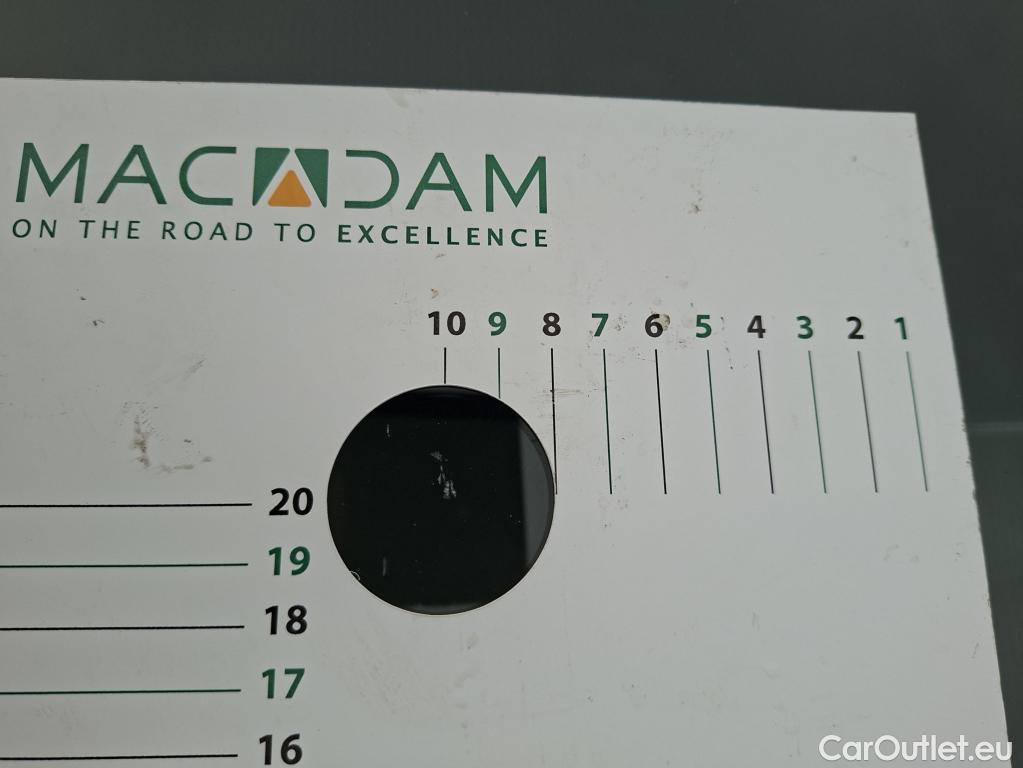 MACADAM
ON THE ROAD TO EXCELLENCE
10 9 8 7 6 5 4 3 2 1
20
19
18
17
16
CarOutlet.eu